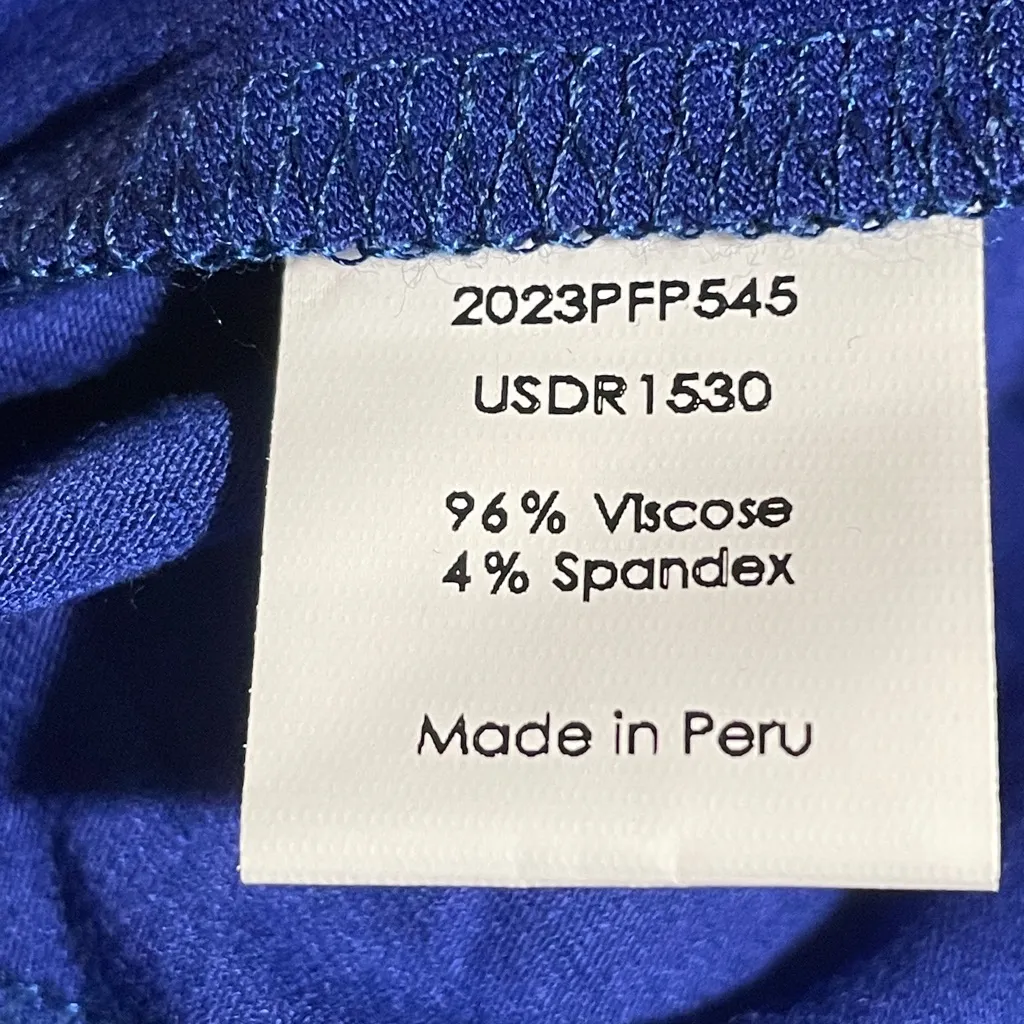 2023PFP545
USDR1530
96% Viscose
4% Spandex
Made in Peru